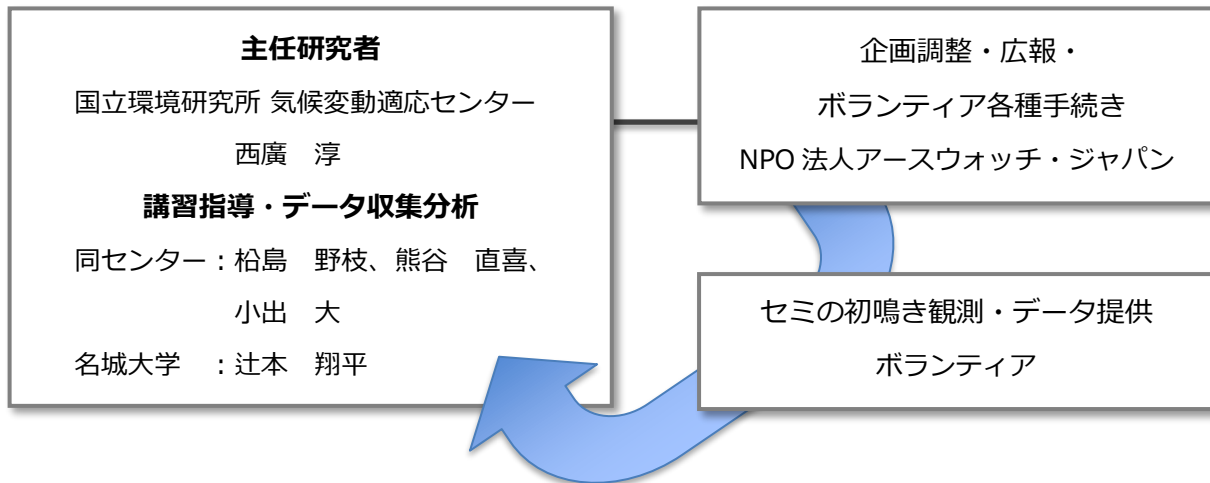 主任研究者
国立環境研究所 気候変動適応センター
西廣　淳
講習指導・データ収集分析
同センター：松島　野枝、熊谷　直喜、
小出　大
名城大学　：辻本　翔平
企画調整・広報・
ボランティア各種手続き
NPO 法人アースウォッチ・ジャパン
セミの初鳴き観測・データ提供
ボランティア